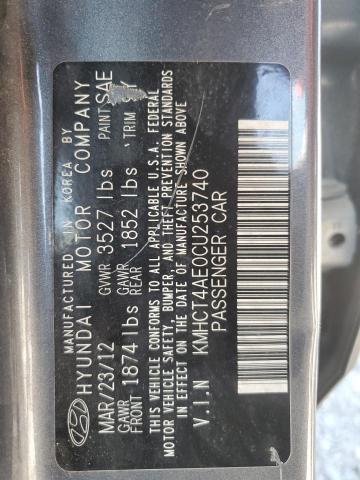 MANUFACTURED IN KOREA BY
HYUNDAI MOTOR COMPANY
MAR/23/12 GVWR 3527 lbs PAINT SAE
GAWR FRONT 1874 lbs GAWR REAR 1852 lbs TRIM
THIS VEHICLE CONFORMS TO ALL APPLICABLE U.S.A. FEDERAL
MOTOR VEHICLE SAFETY, BUMPER, AND THEFT PREVENTION STANDARDS
IN EFFECT ON THE DATE OF MANUFACTURE SHOWN ABOVE
V.I.N KMHCT4AE0CU253740
PASSENGER CAR